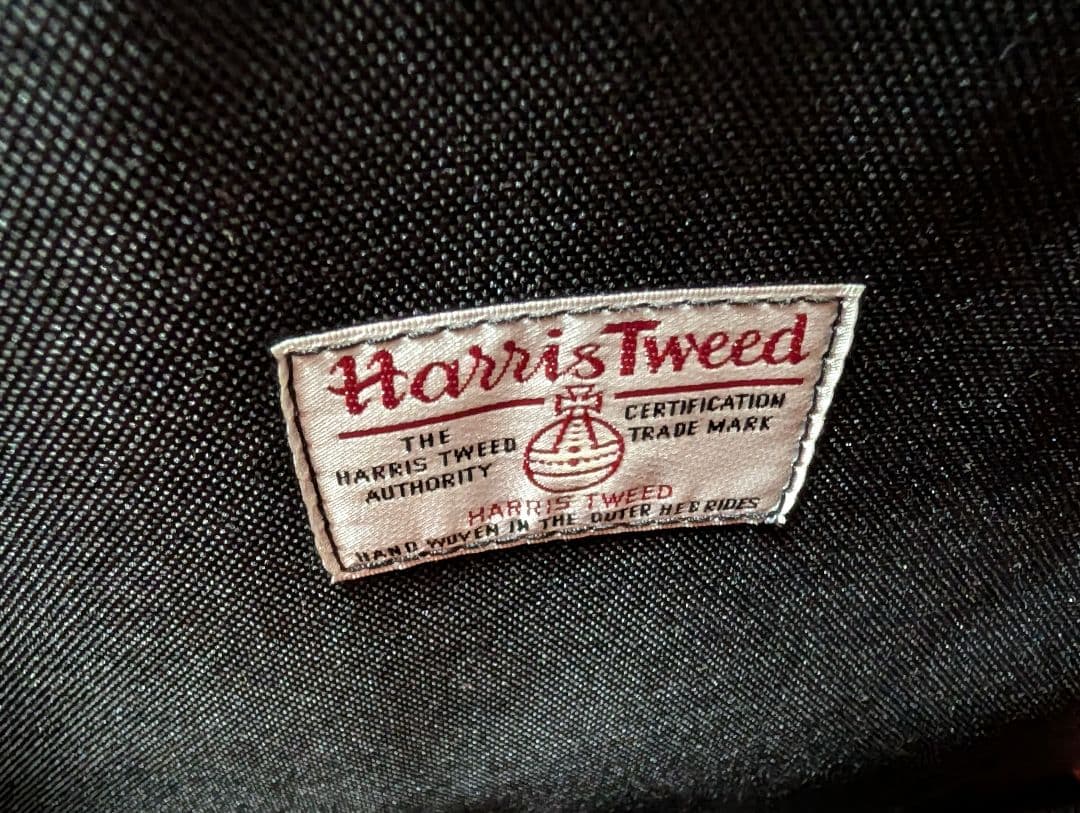 Harris Tweed
THE
HARRIS TWEED
AUTHORITY
CERTIFICATION
TRADE MARK
HARRIS TWEED
HAND WOVEN IN THE OUTER HEBRIDES